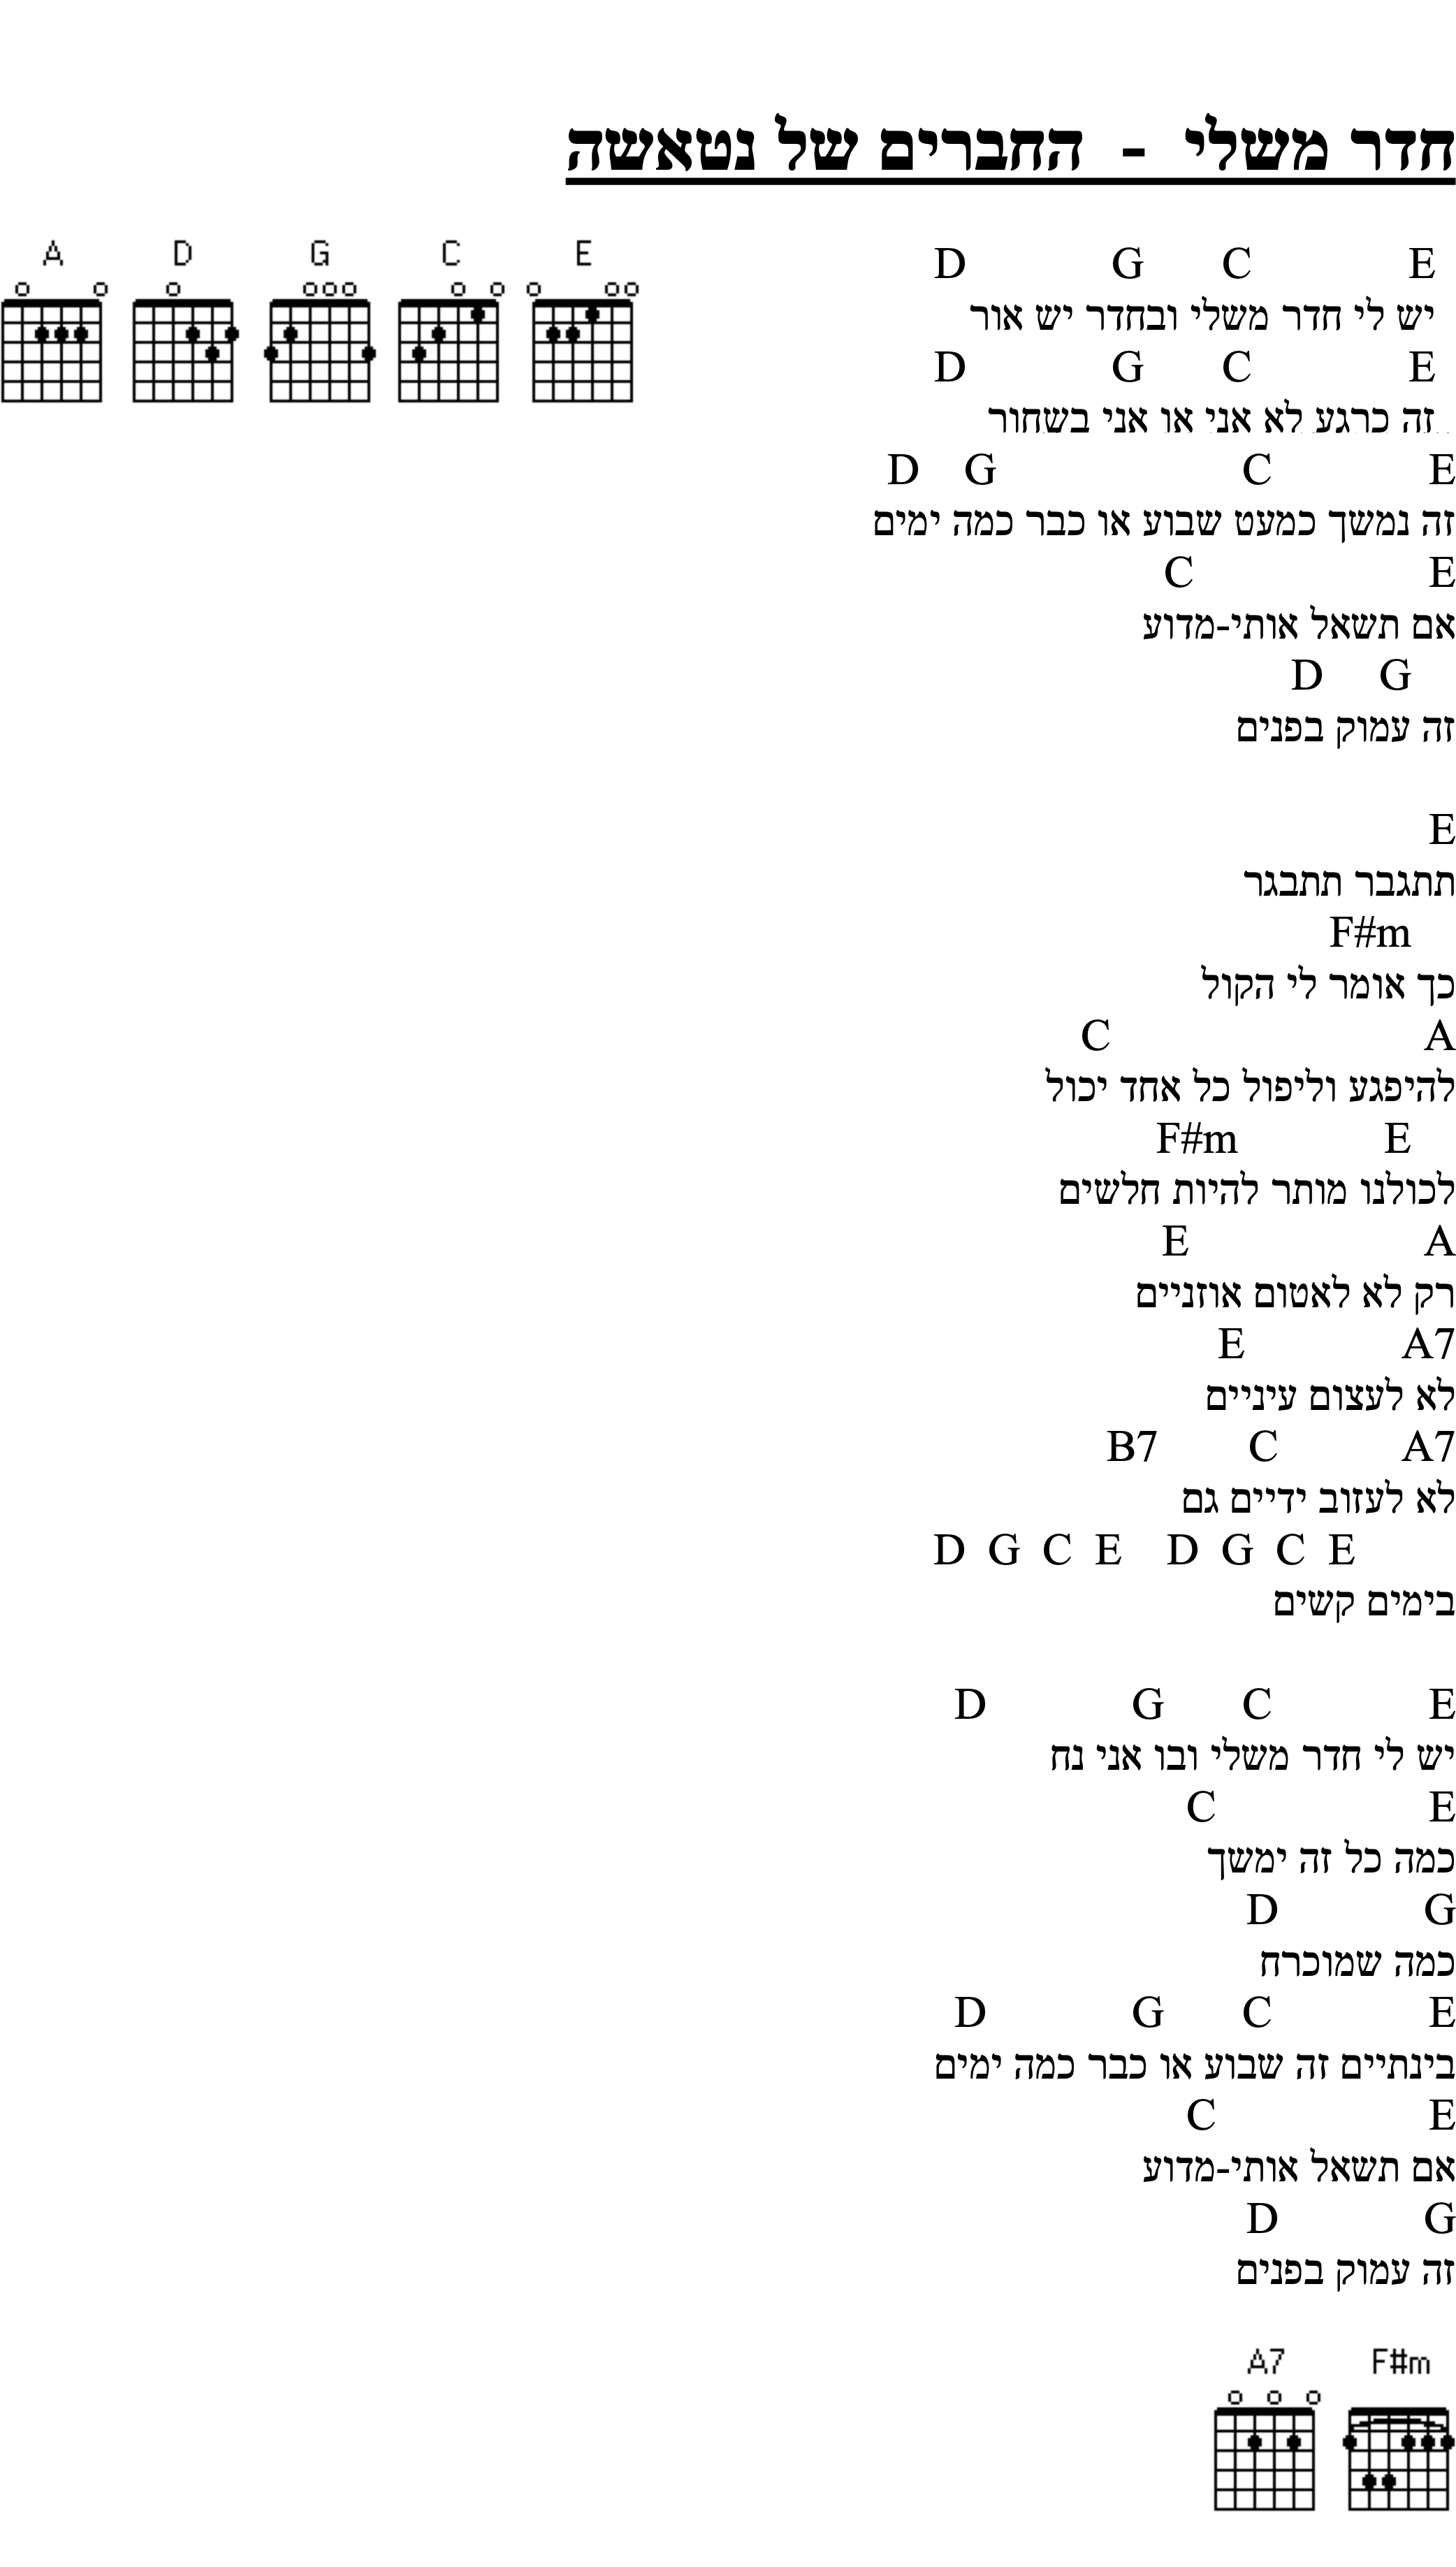 חדר משלי - החברים של נטאשה
A D G C E
D G C E
יש לי חדר משלי ובחדר יש אור
D G C E
זה כרגע לא אני או אני בשחור
D G C E
זה נמשך כמעט שבוע או כבר כמה ימים
C E
אם תשאל אותי-מדוע
D G
זה עמוק בפנים
E
תתגבר תתבגר
F#m
כך אומר לי הקול
C A
להיפגע וליפול כל אחד יכול
F#m E
לכולנו מותר להיות חלשים
E A
רק לא לאטום אוזניים
E A7
לא לעצום עיניים
B7 C A7
לא לעזוב ידיים גם
D G C E D G C E
בימים קשים
D G C E
יש לי חדר משלי ובו אני נח
C E
כמה כל זה ימשך
D G
כמה שמוכרח
D G C E
בינתיים זה שבוע או כבר כמה ימים
C E
אם תשאל אותי-מדוע
D G
זה עמוק בפנים
A7 F#m